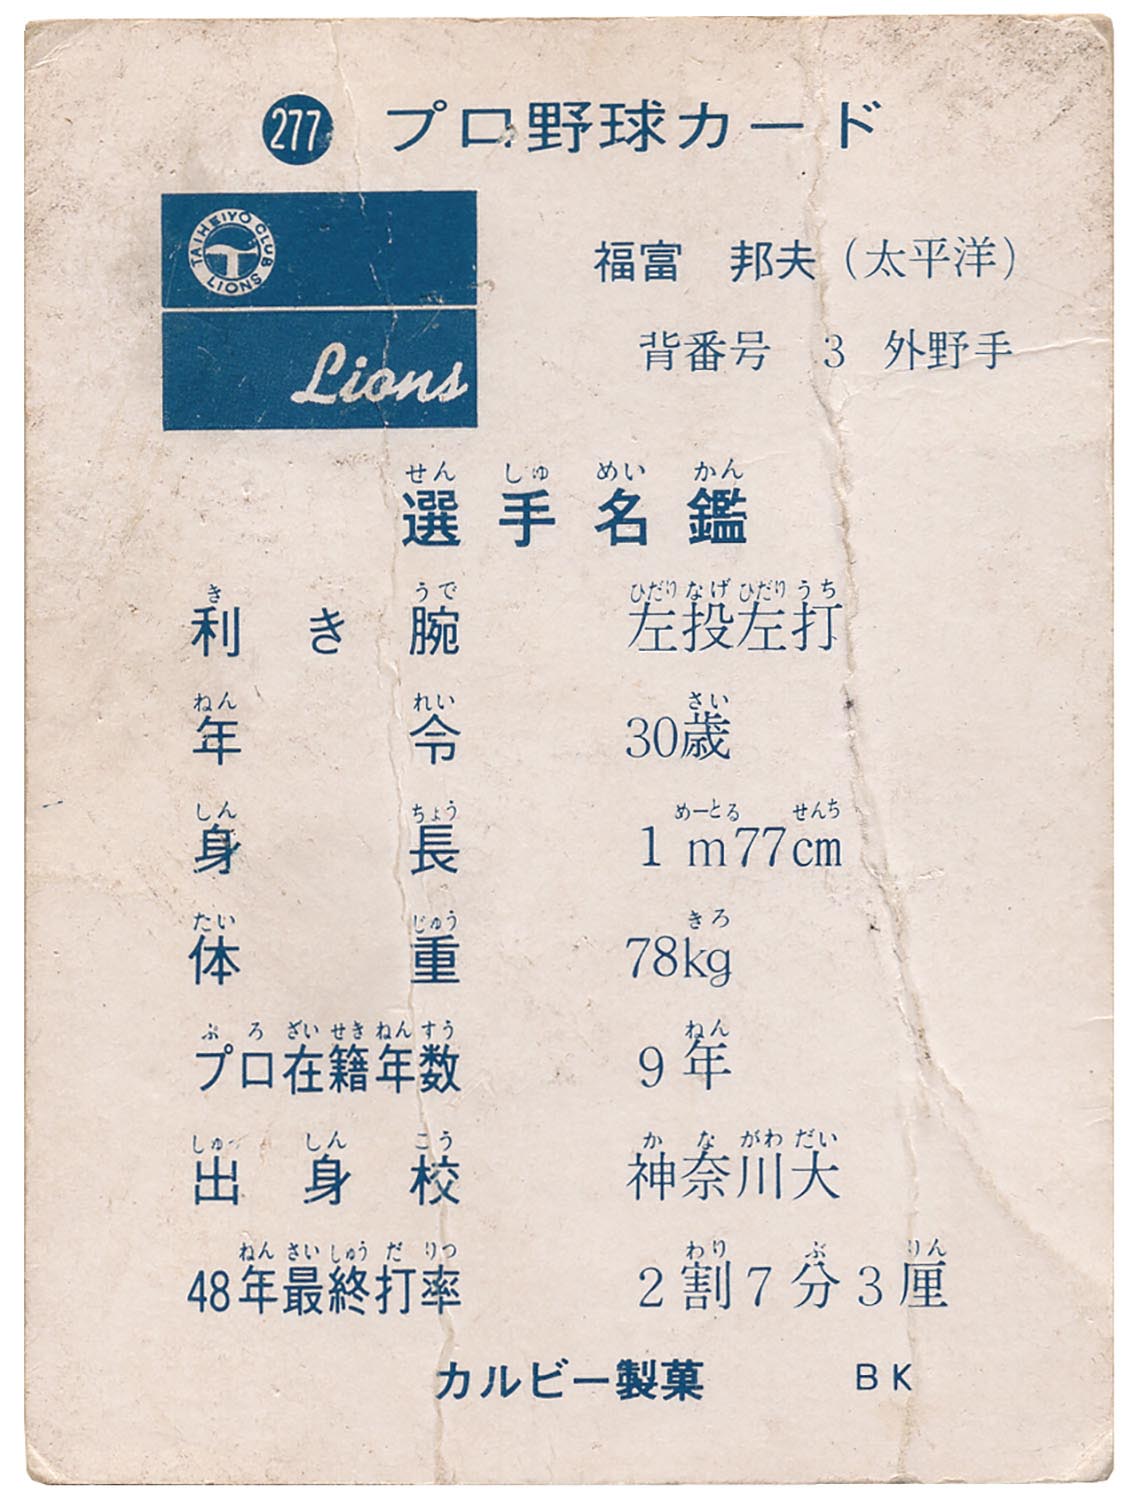 277 プロ野球カード
TAIHEIYO CLUB LIONS
Lions
福富 邦夫（太平洋）
背番号 3 外野手
せん しゅ めい かん
選手名鑑
き うで ひだり なげ ひだり うち
利き腕 左投左打
ねん れい さい
年令 30歳
しん ちょう めーとる せんち
身長 1m77cm
たい じゅう きろ
体重 78kg
ぷ ろ ざい せき ねん すう ねん
プロ在籍年数 9年
しゅっ しん こう か な がわ だい
出身校 神奈川大
ねん さい しゅう だ りつ わり ぶ りん
48年最終打率 2割7分3厘
カルビー製菓 BK